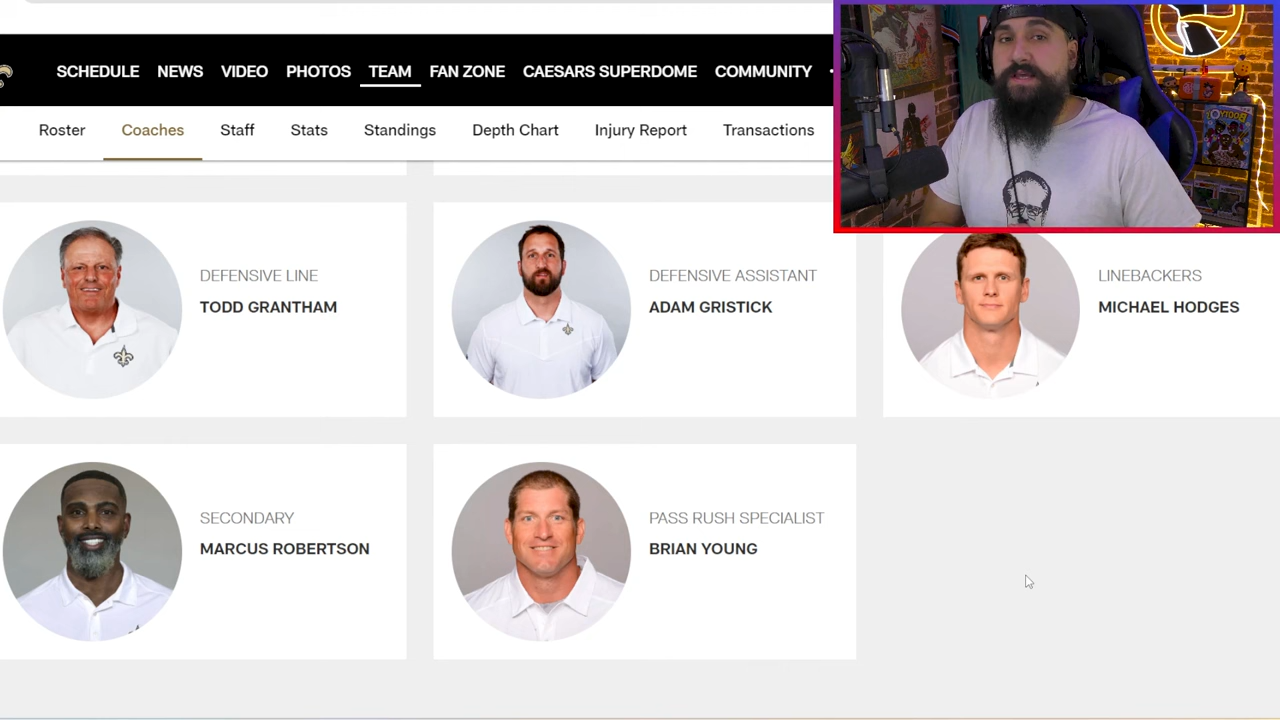 SCHEDULE NEWS VIDEO PHOTOS TEAM FAN ZONE CAESARS SUPERDOME COMMUNITY
Roster Coaches Staff Stats Standings Depth Chart Injury Report Transactions
DEFENSIVE LINE
TODD GRANTHAM
DEFENSIVE ASSISTANT
ADAM GRISTICK
LINEBACKERS
MICHAEL HODGES
SECONDARY
MARCUS ROBERTSON
PASS RUSH SPECIALIST
BRIAN YOUNG